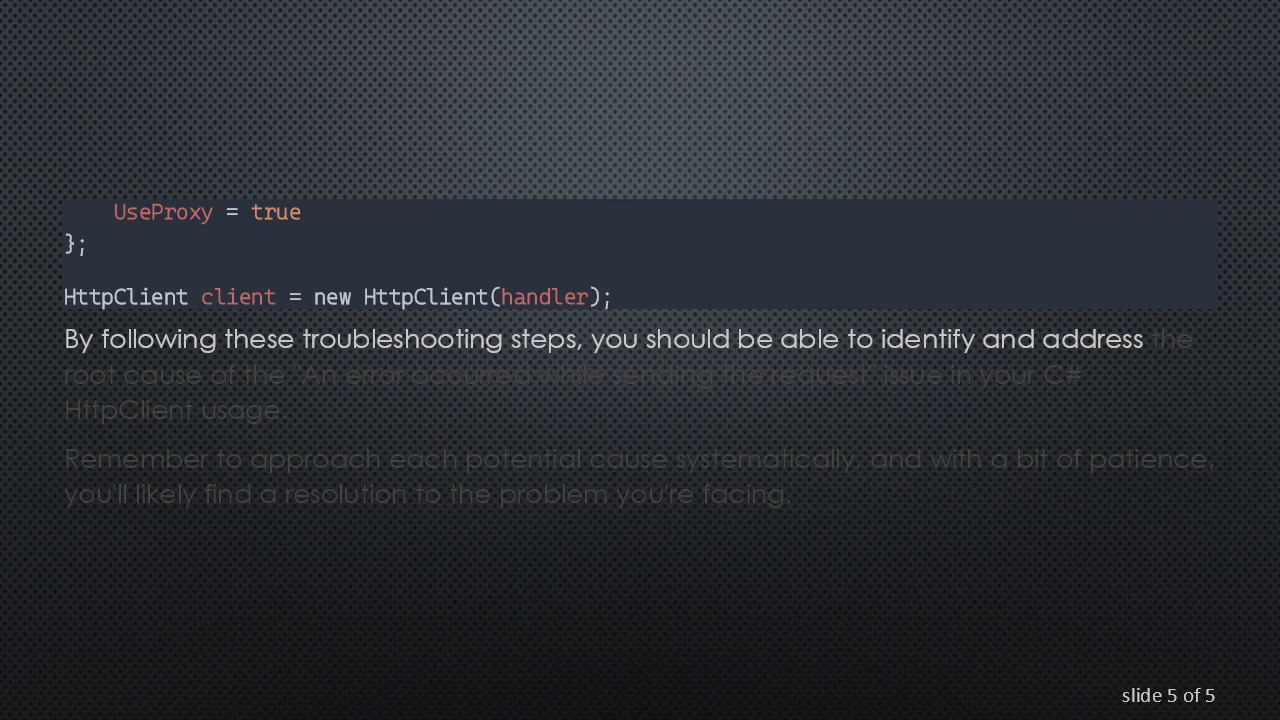 UseProxy = true
};
HttpClient client = new HttpClient(handler);
By following these troubleshooting steps, you should be able to identify and address the
root cause of the "An error occurred while sending the request" issue in your C#
HttpClient usage.
Remember to approach each potential cause systematically, and with a bit of patience,
you'll likely find a resolution to the problem you're facing.
slide 5 of 5